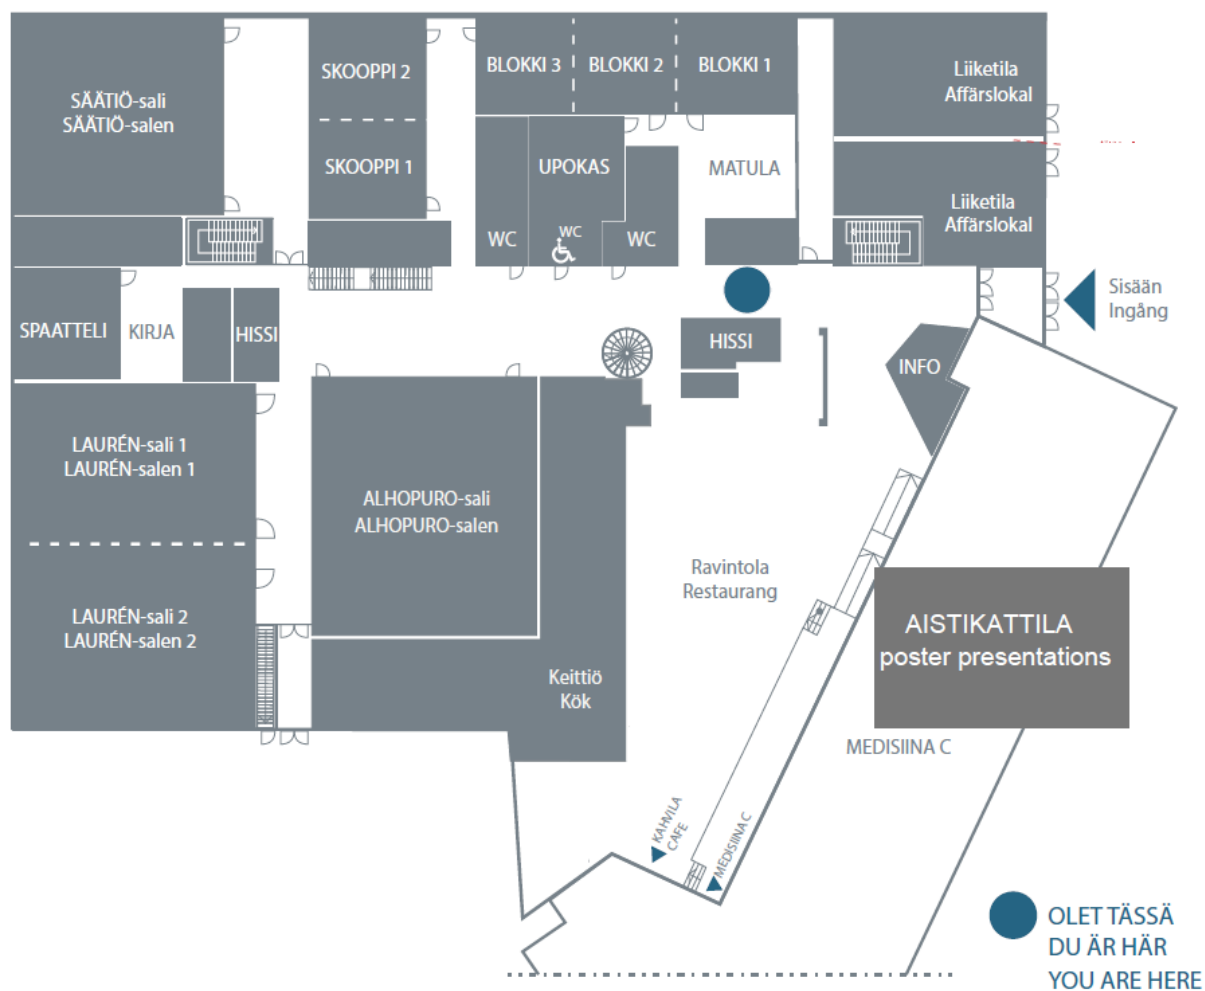 SKOOPPI 2
BLOKKI 3
BLOKKI 2
BLOKKI 1
Liiketila
Affärslokal
SÄÄTIÖ-sali
SÄÄTIÖ-salen
SKOOPPI 1
UPOKAS
MATULA
Liiketila
Affärslokal
WC
WC
WC
Sisään
Ingång
SPAATTELI
KIRJA
HISSI
HISSI
INFO
LAURÉN-sali 1
LAURÉN-salen 1
ALHOPURO-sali
ALHOPURO-salen
Ravintola
Restaurang
LAURÉN-sali 2
LAURÉN-salen 2
AISTIKATTILA
poster presentations
Keittiö
Kök
MEDISIINA C
KAHVILA
CAFE
MEDISIINA C
OLET TÄSSÄ
DU ÄR HÄR
YOU ARE HERE